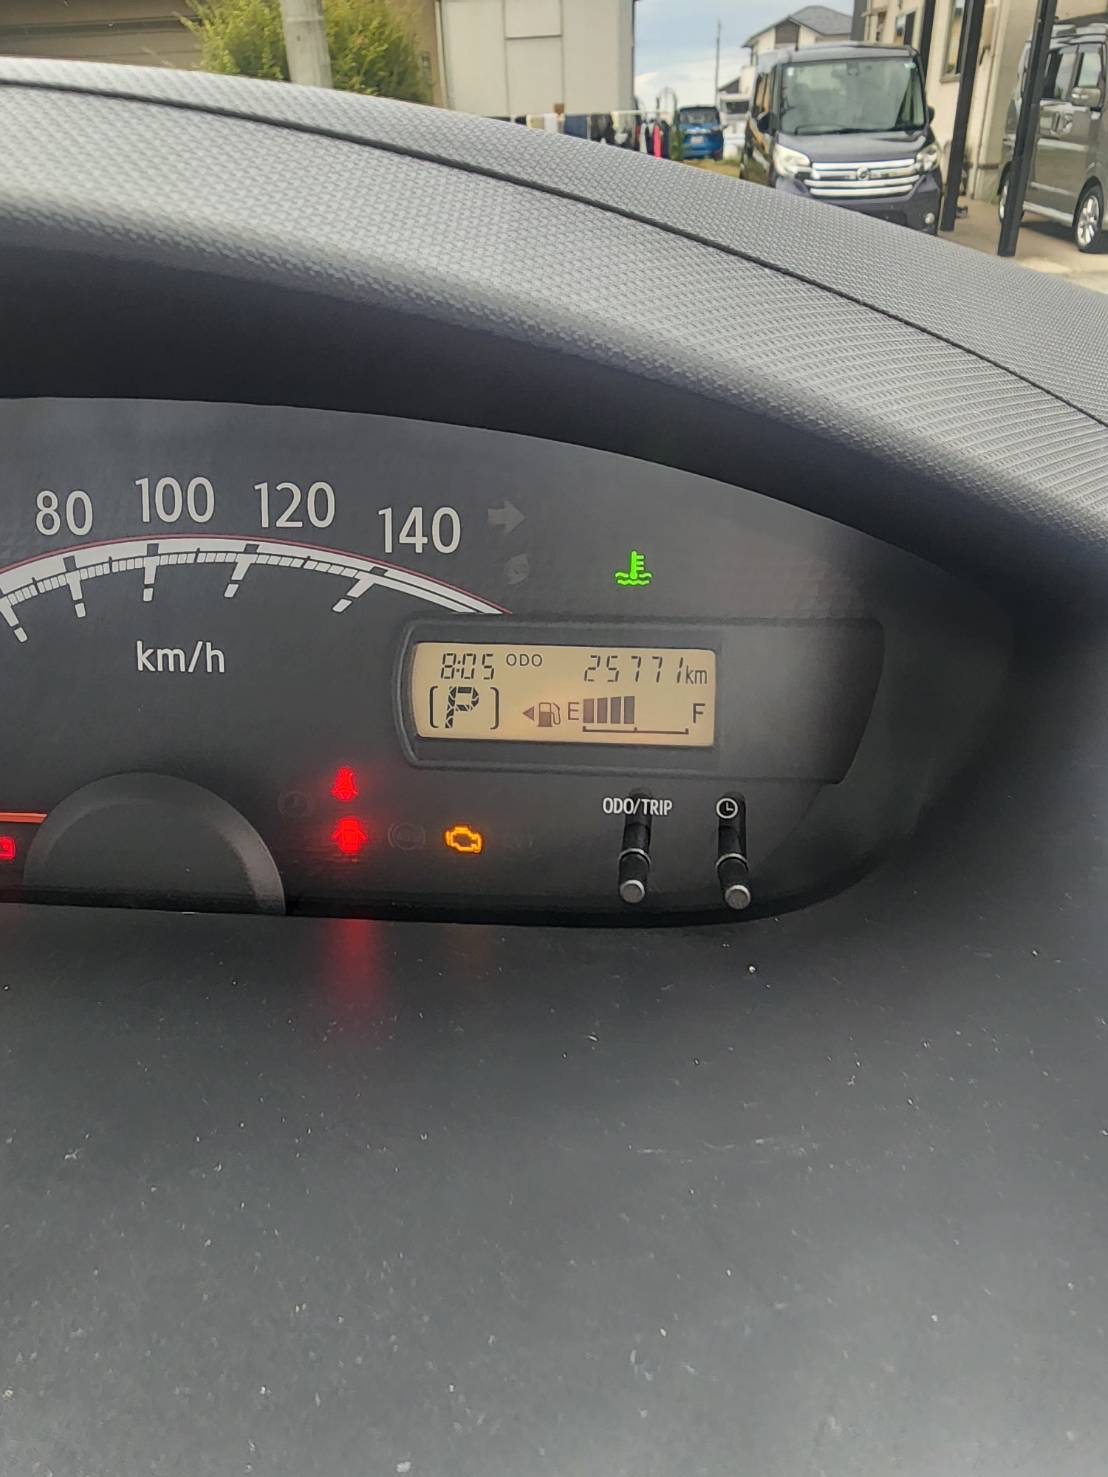 80 100 120 140
km/h
8:05 ODO 25771km
[P] E F
ODO/TRIP